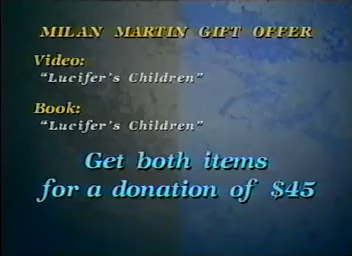 MILAN MARTIN GIFT OFFER
Video:
"Lucifer's Children"
Book:
"Lucifer's Children"
Get both items
for a donation of $45